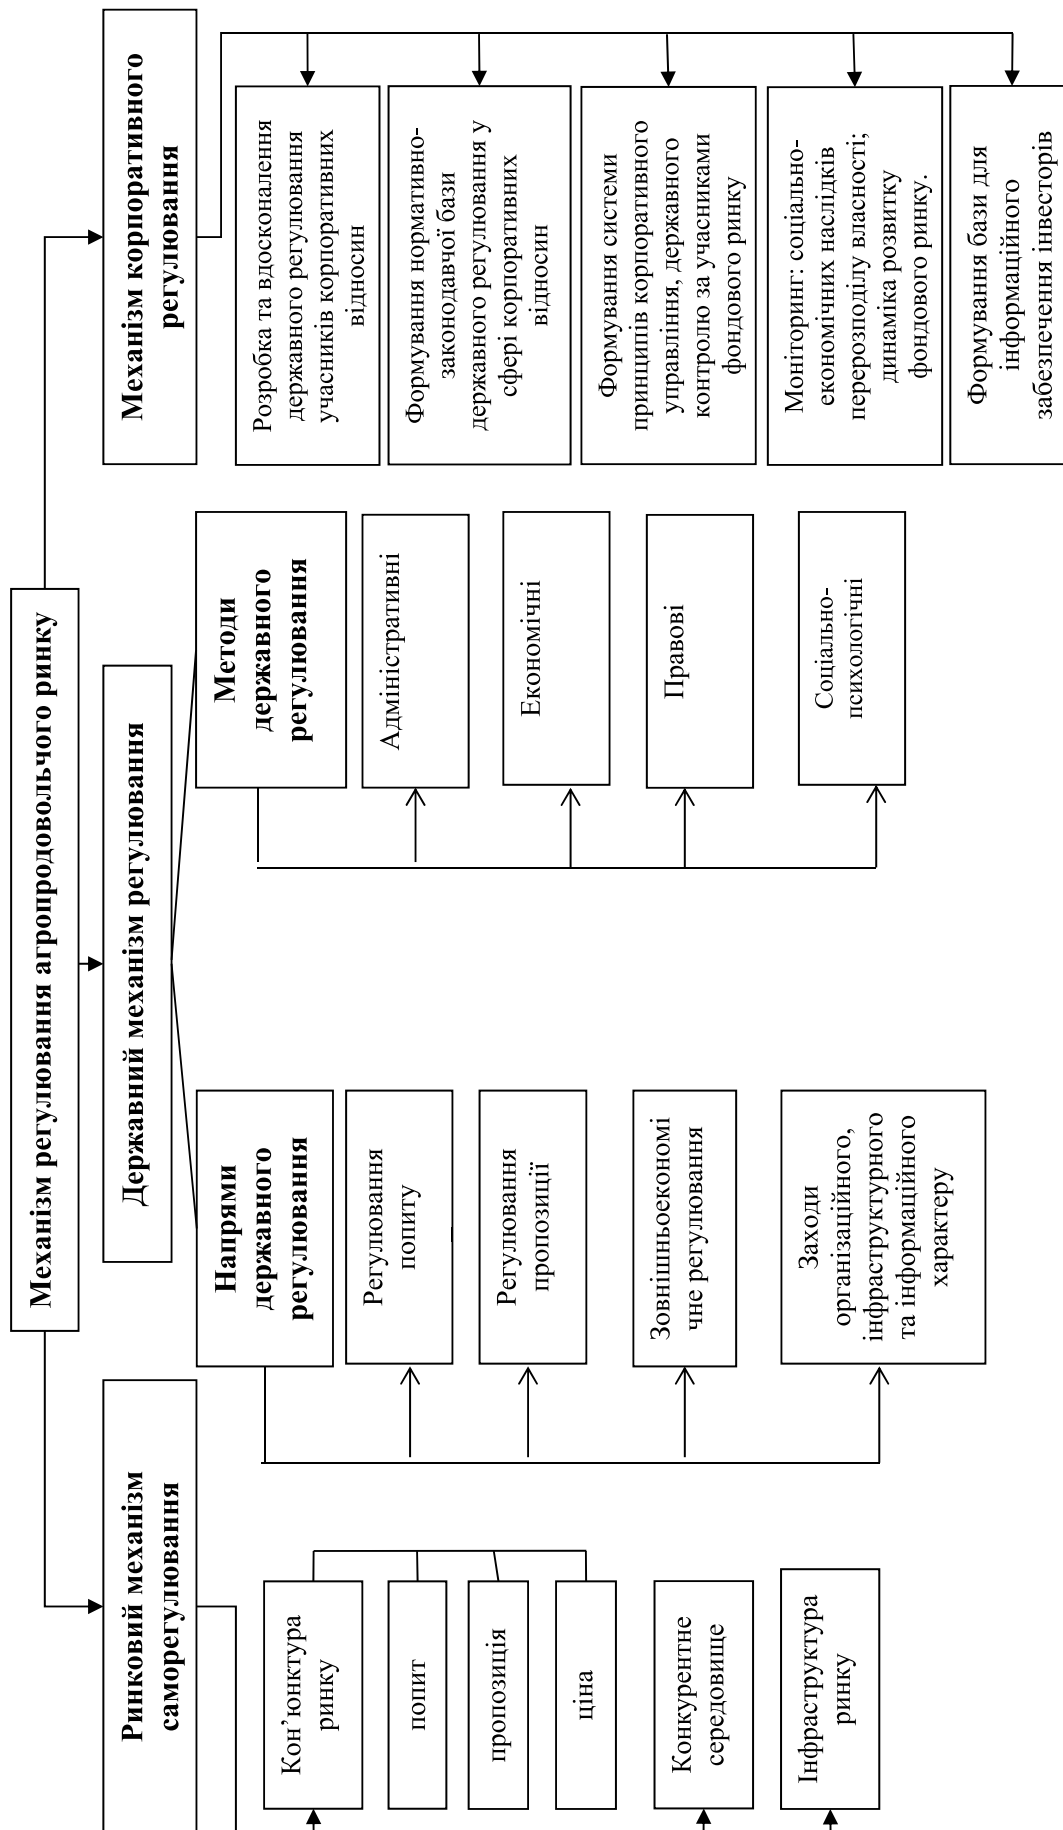 Механізм регулювання агропродовольчого ринку
Ринковий механізм
саморегулювання
Кон’юнктура
ринку
попит
пропозиція
ціна
Конкурентне
середовище
Інфраструктура
ринку
Державний механізм регулювання
Напрями
державного
регулювання
Регулювання
попиту
Регулювання
пропозиції
Зовнішньоекономі
чне регулювання
Заходи
організаційного,
інфраструктурного
та інформаційного
характеру
Методи
державного
регулювання
Адміністративні
Економічні
Правові
Соціально-
психологічні
Механізм корпоративного
регулювання
Розробка та вдосконалення
державного регулювання
учасників корпоративних
відносин
Формування нормативно-
законодавчої бази
державного регулювання у
сфері корпоративних
відносин
Формування системи
принципів корпоративного
управління, державного
контролю за учасниками
фондового ринку
Моніторинг: соціально-
економічних наслідків
перерозподілу власності;
динаміка розвитку
фондового ринку.
Формування бази для
інформаційного
забезпечення інвесторів